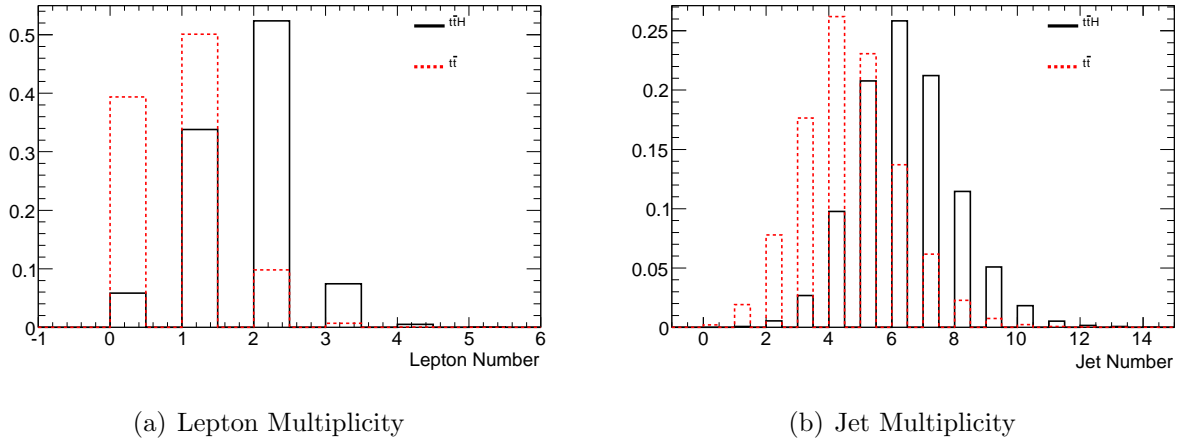 0.5
0.4
0.3
0.2
0.1
0
-1 0 1 2 3 4 5 6
Lepton Number
tt̄H
tt̄
0.25
0.2
0.15
0.1
0.05
0
0 2 4 6 8 10 12 14
Jet Number
tt̄H
tt̄
(a) Lepton Multiplicity
(b) Jet Multiplicity